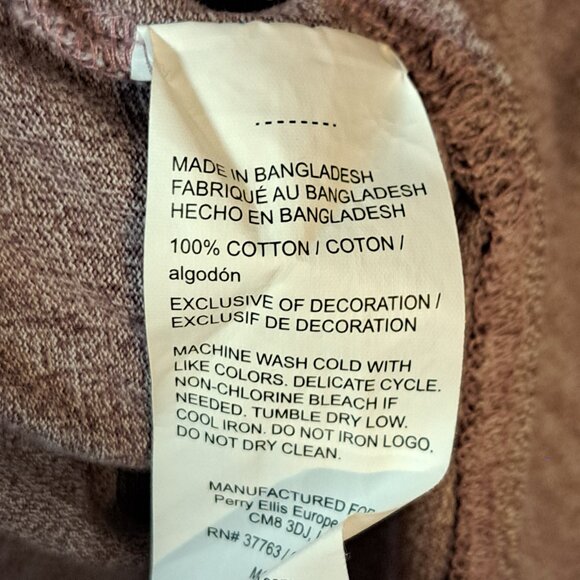 MADE IN BANGLADESH
FABRIQUÉ AU BANGLADESH
HECHO EN BANGLADESH
100% COTTON / COTON /
algodón
EXCLUSIVE OF DECORATION /
EXCLUSIF DE DECORATION
MACHINE WASH COLD WITH
LIKE COLORS. DELICATE CYCLE.
NON-CHLORINE BLEACH IF
NEEDED. TUMBLE DRY LOW.
COOL IRON. DO NOT IRON LOGO.
DO NOT DRY CLEAN.
MANUFACTURED FOR
Perry Ellis Europe
CM8 3DJ,
RN# 37763 /